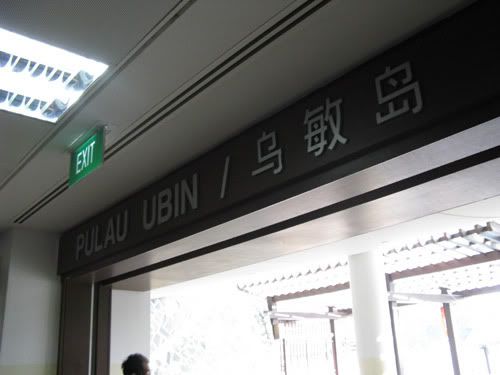 EXIT
PULAU UBIN / 乌敏岛